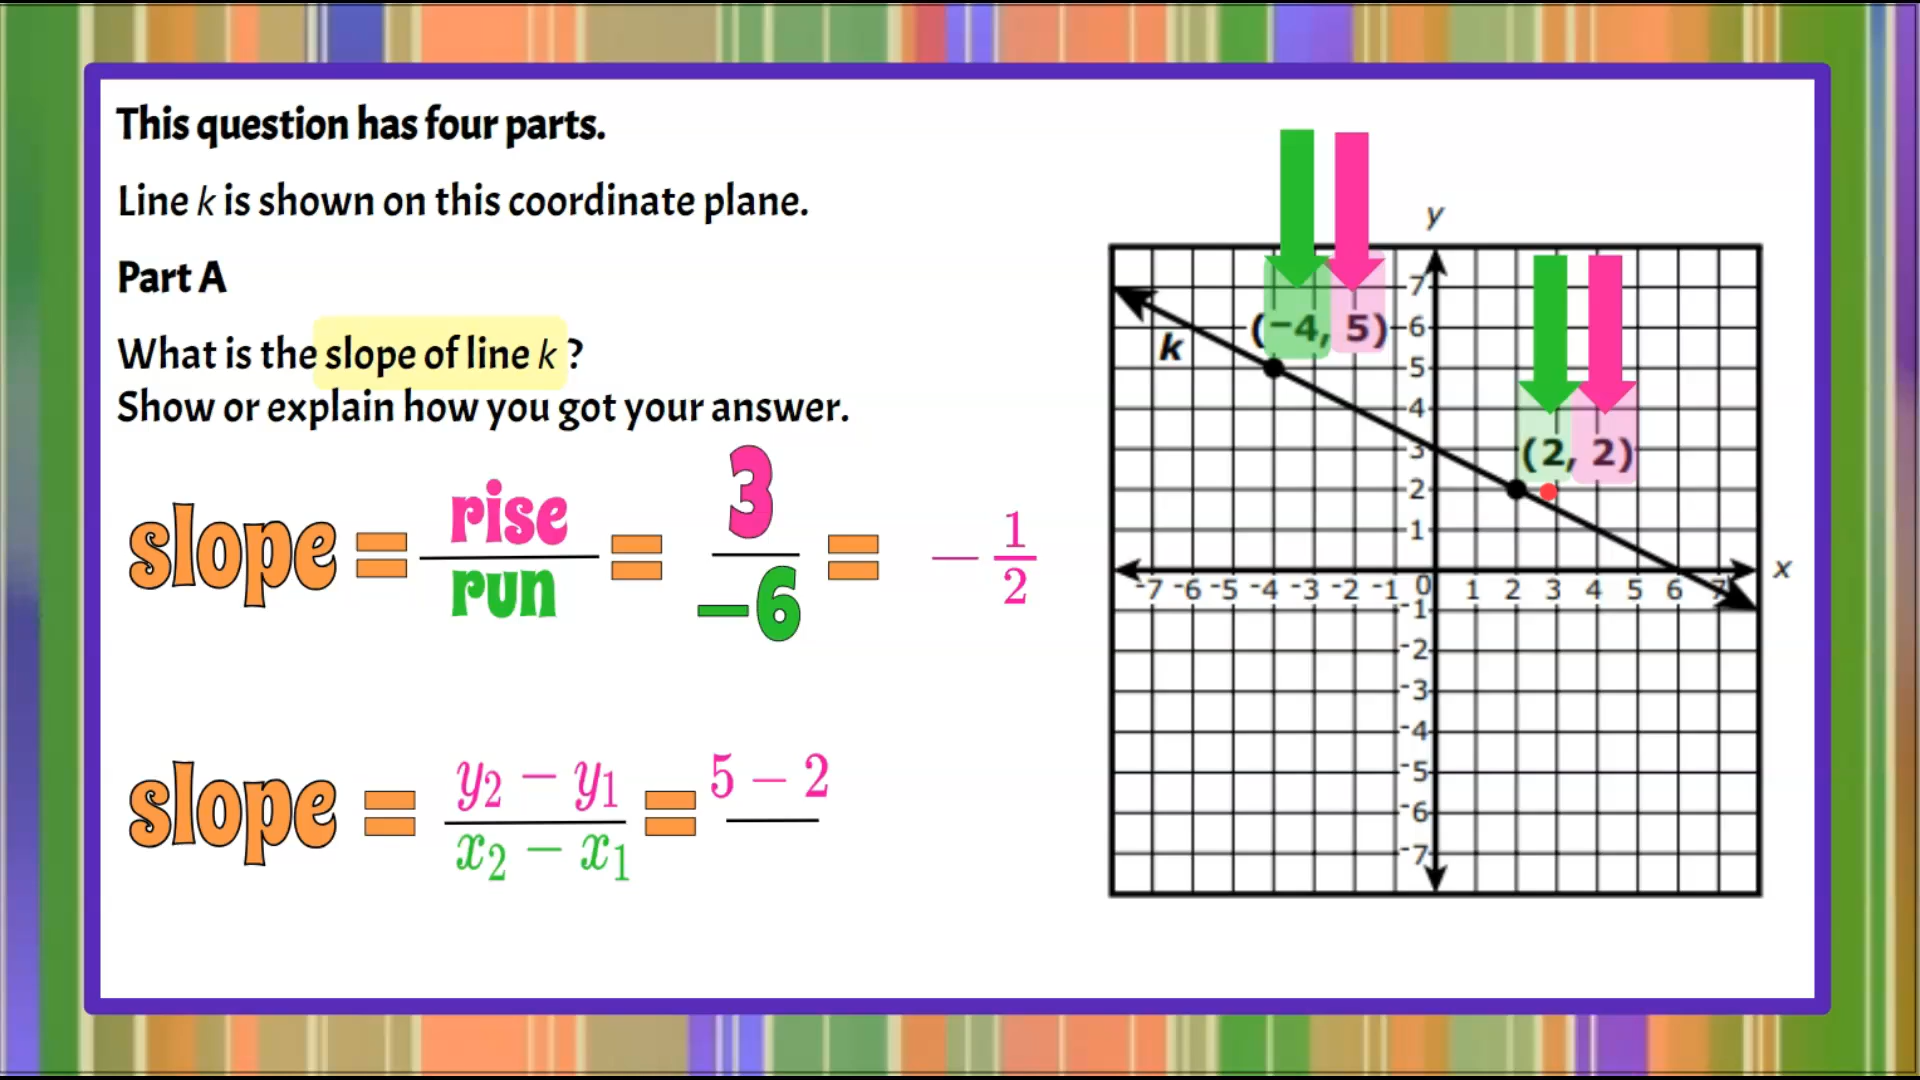 This question has four parts.
Line k is shown on this coordinate plane.
Part A
What is the slope of line k ?
Show or explain how you got your answer.
slope = rise/run = 3/-6 = -1/2
slope = y₂ - y₁ / x₂ - x₁ = 5 - 2
y
7
(-4, 5)
6
k
5
4
(2, 2)
3
2
1
x
-7 -6 -5 -4 -3 -2 -1 0 1 2 3 4 5 6 7
-1
-2
-3
-4
-5
-6
-7